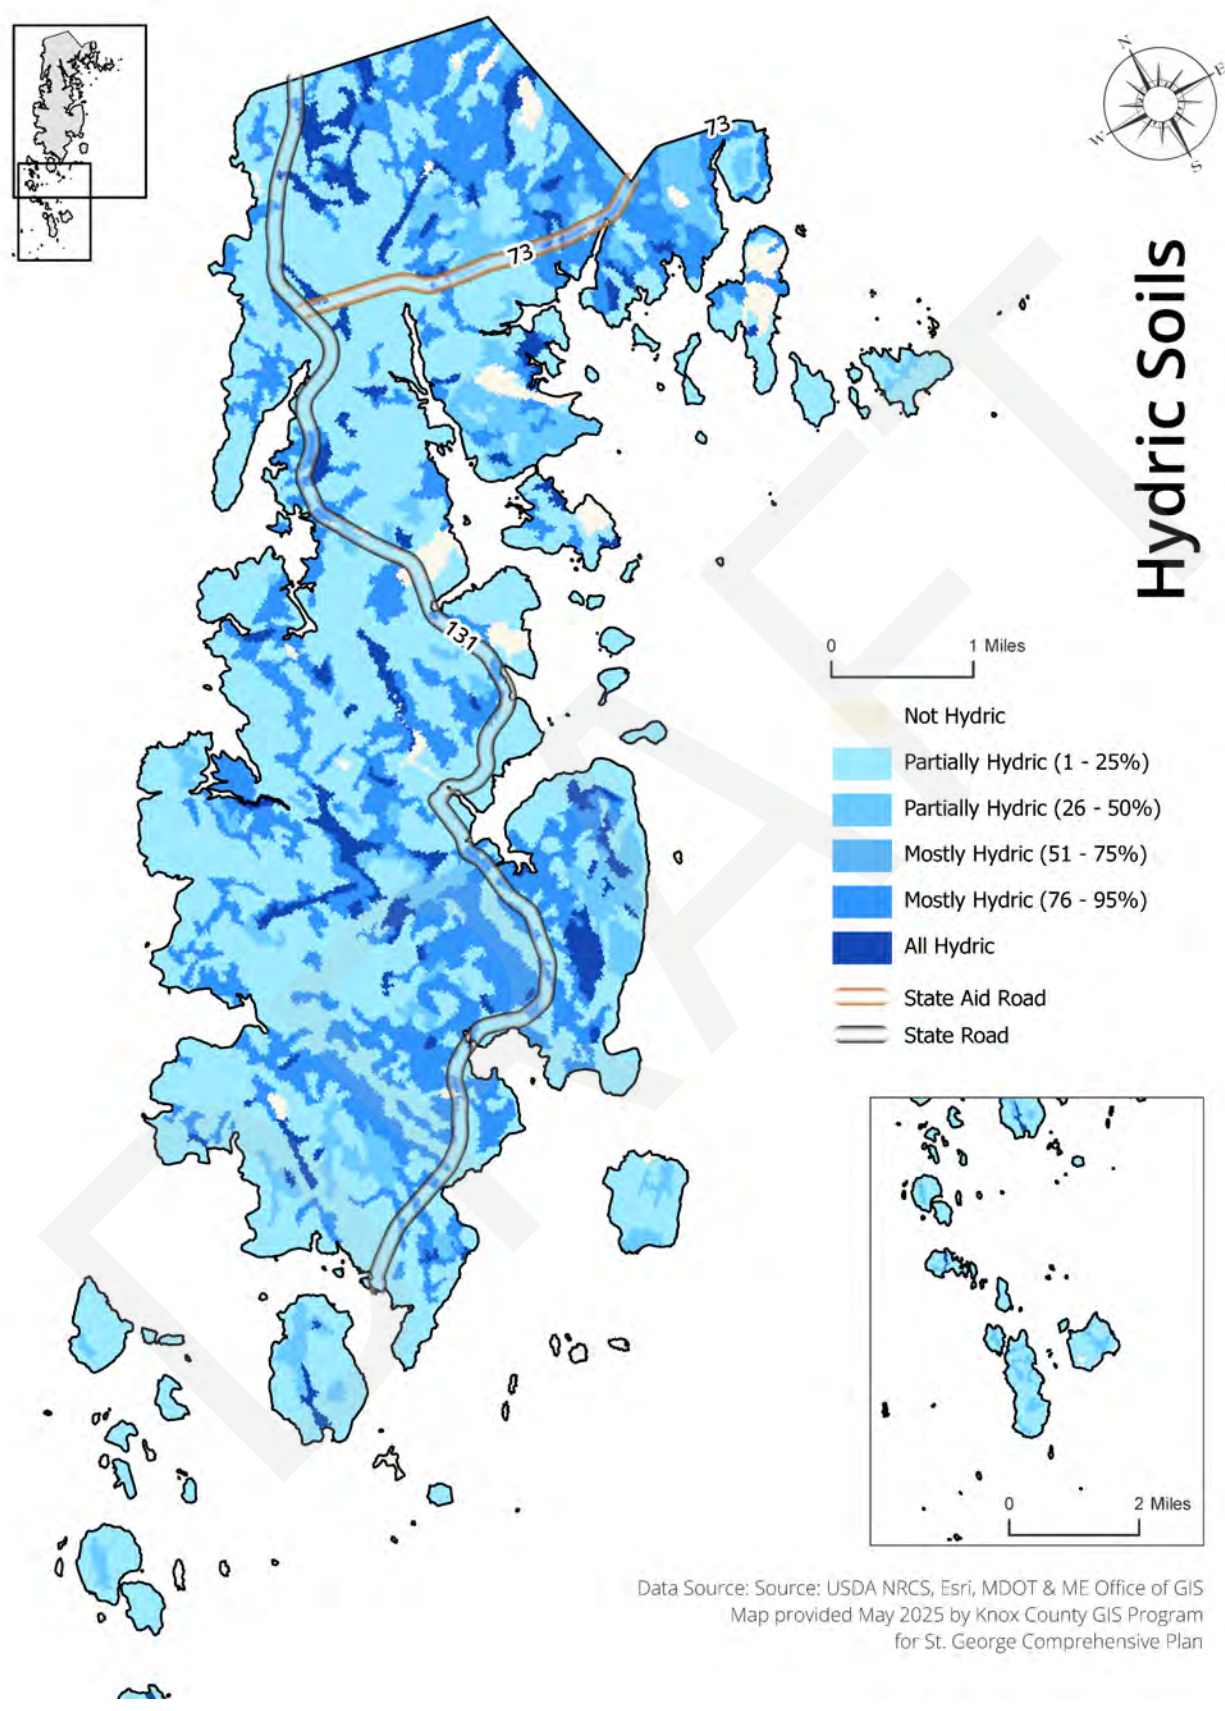 N
E
W
S
73
73
131
Hydric Soils
0 1 Miles
Not Hydric
Partially Hydric (1 - 25%)
Partially Hydric (26 - 50%)
Mostly Hydric (51 - 75%)
Mostly Hydric (76 - 95%)
All Hydric
State Aid Road
State Road
0 2 Miles
DRAFT
Data Source: Source: USDA NRCS, Esri, MDOT & ME Office of GIS
Map provided May 2025 by Knox County GIS Program
for St. George Comprehensive Plan